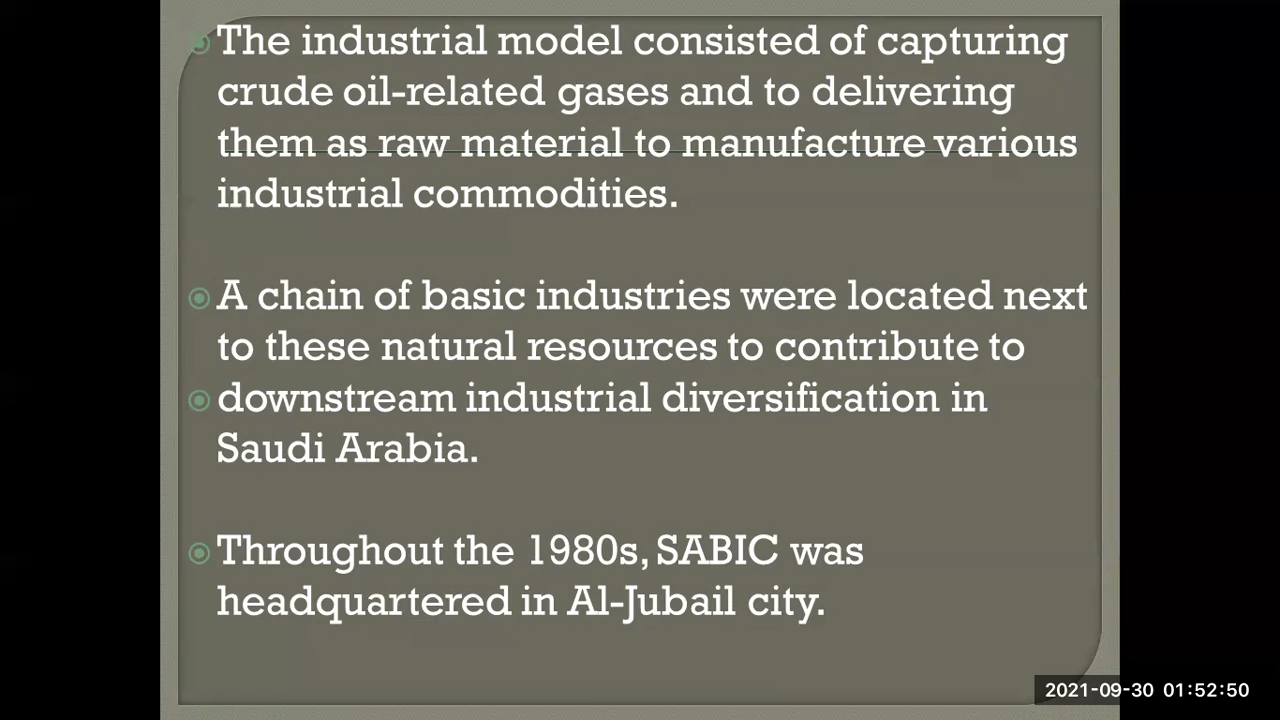 The industrial model consisted of capturing
crude oil-related gases and to delivering
them as raw material to manufacture various
industrial commodities.
A chain of basic industries were located next
to these natural resources to contribute to
downstream industrial diversification in
Saudi Arabia.
Throughout the 1980s, SABIC was
headquartered in Al-Jubail city.
2021-09-30 01:52:50